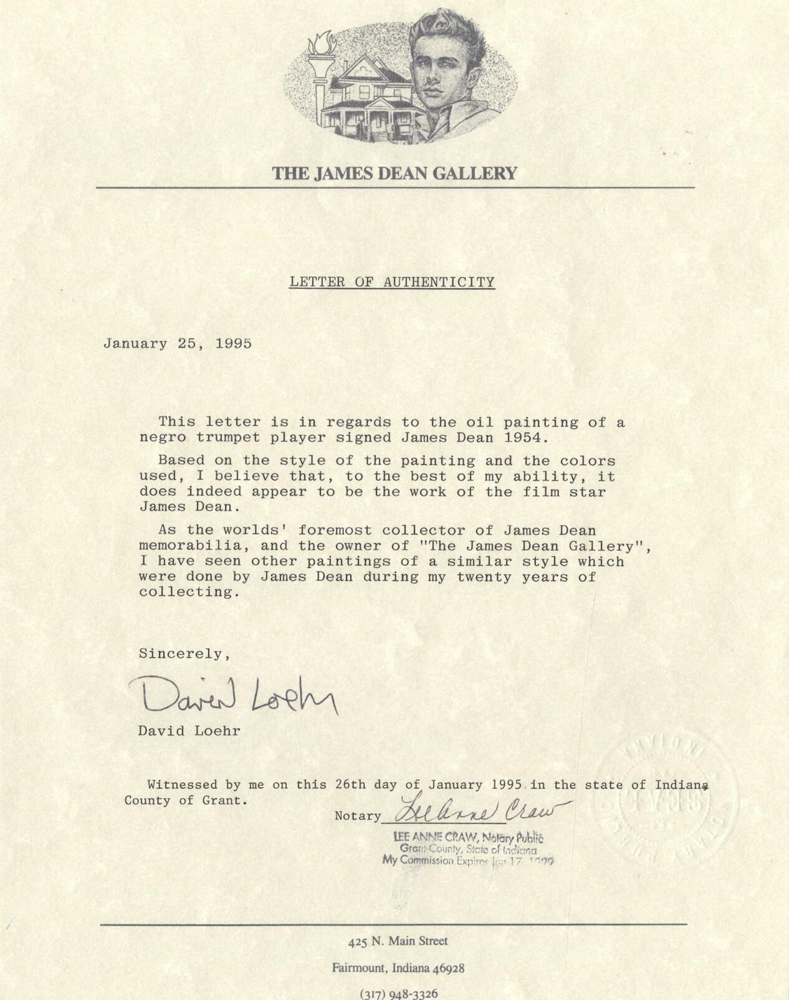 THE JAMES DEAN GALLERY
LETTER OF AUTHENTICITY
January 25, 1995
This letter is in regards to the oil painting of a
negro trumpet player signed James Dean 1954.
Based on the style of the painting and the colors
used, I believe that, to the best of my ability, it
does indeed appear to be the work of the film star
James Dean.
As the worlds' foremost collector of James Dean
memorabilia, and the owner of "The James Dean Gallery",
I have seen other paintings of a similar style which
were done by James Dean during my twenty years of
collecting.
Sincerely,
David Loehr
David Loehr
Witnessed by me on this 26th day of January 1995 in the state of Indiana
County of Grant.
Notary LeeAnne Craw
LEE ANNE CRAW, Notary Public
Grant County, State of Indiana
My Commission Expires 17,
425 N. Main Street
Fairmount, Indiana 46928
(317) 948-3326